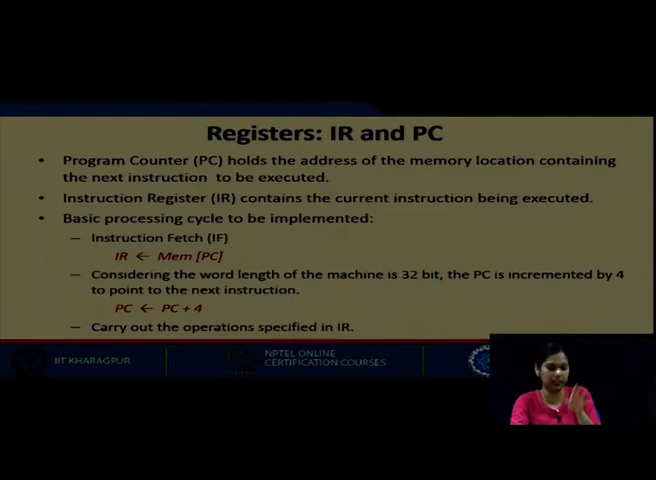 Registers: IR and PC
• Program Counter (PC) holds the address of the memory location containing
the next instruction to be executed.
• Instruction Register (IR) contains the current instruction being executed.
• Basic processing cycle to be implemented:
– Instruction Fetch (IF)
IR ← Mem [PC]
– Considering the word length of the machine is 32 bit, the PC is incremented by 4
to point to the next instruction.
PC ← PC + 4
– Carry out the operations specified in IR.
IIT KHARAGPUR
NPTEL ONLINE
CERTIFICATION COURSES